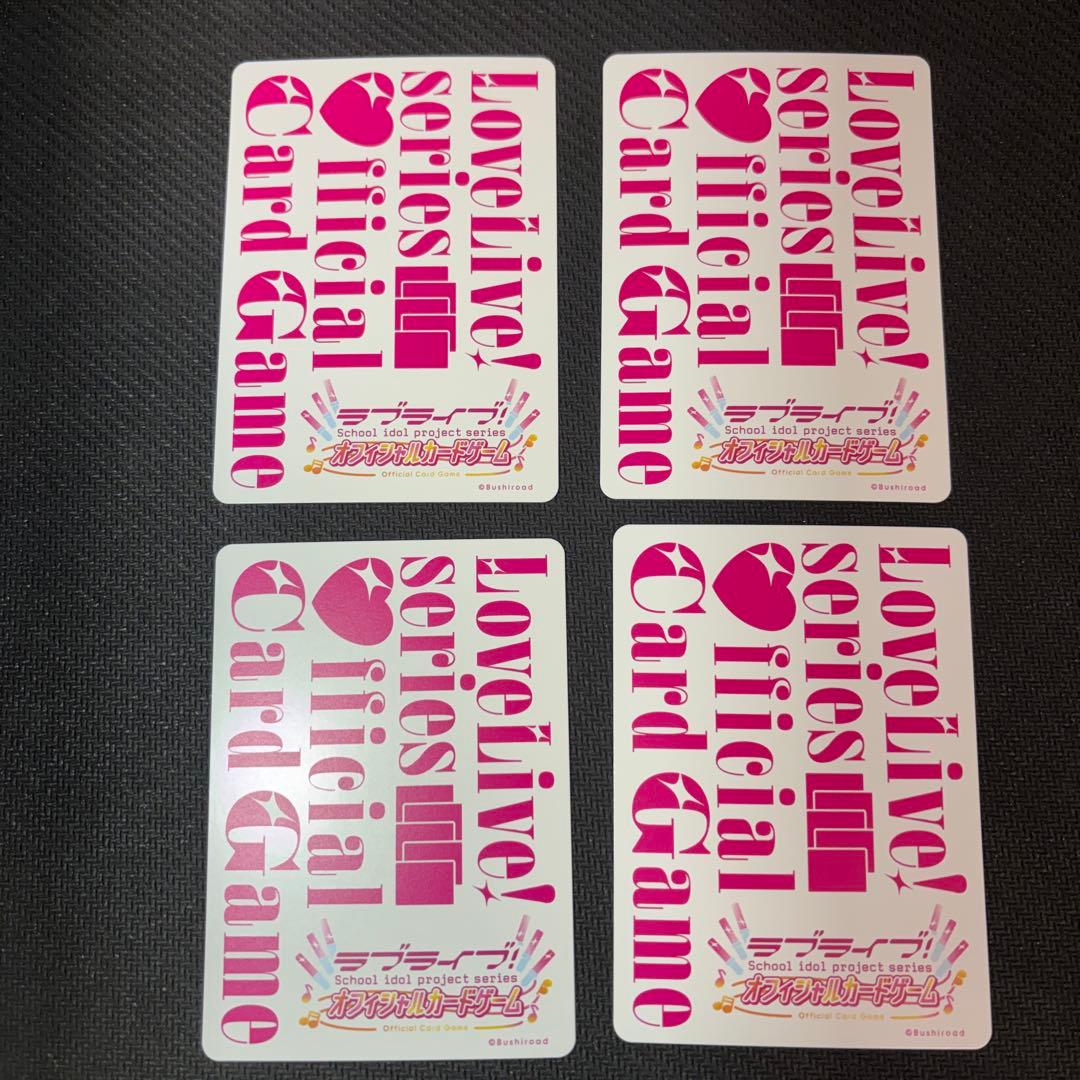 LoveLive!
series
fficial
Card Game
ラブライブ!
School idol project series
オフィシャルカードゲーム
Official Card Game
©Bushiroad
LoveLive!
series
fficial
Card Game
ラブライブ!
School idol project series
オフィシャルカードゲーム
Official Card Game
©Bushiroad
LoveLive!
series
fficial
Card Game
ラブライブ!
School idol project series
オフィシャルカードゲーム
Official Card Game
©Bushiroad
LoveLive!
series
fficial
Card Game
ラブライブ!
School idol project series
オフィシャルカードゲーム
Official Card Game
©Bushiroad